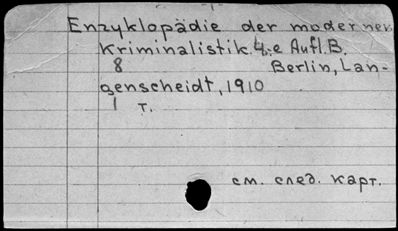 Enzyklopädie der modernen
Kriminalistik. 4.e Aufl. B.
8 Berlin, Lan-
genscheidt, 1910
1 т.
см. след. карт.